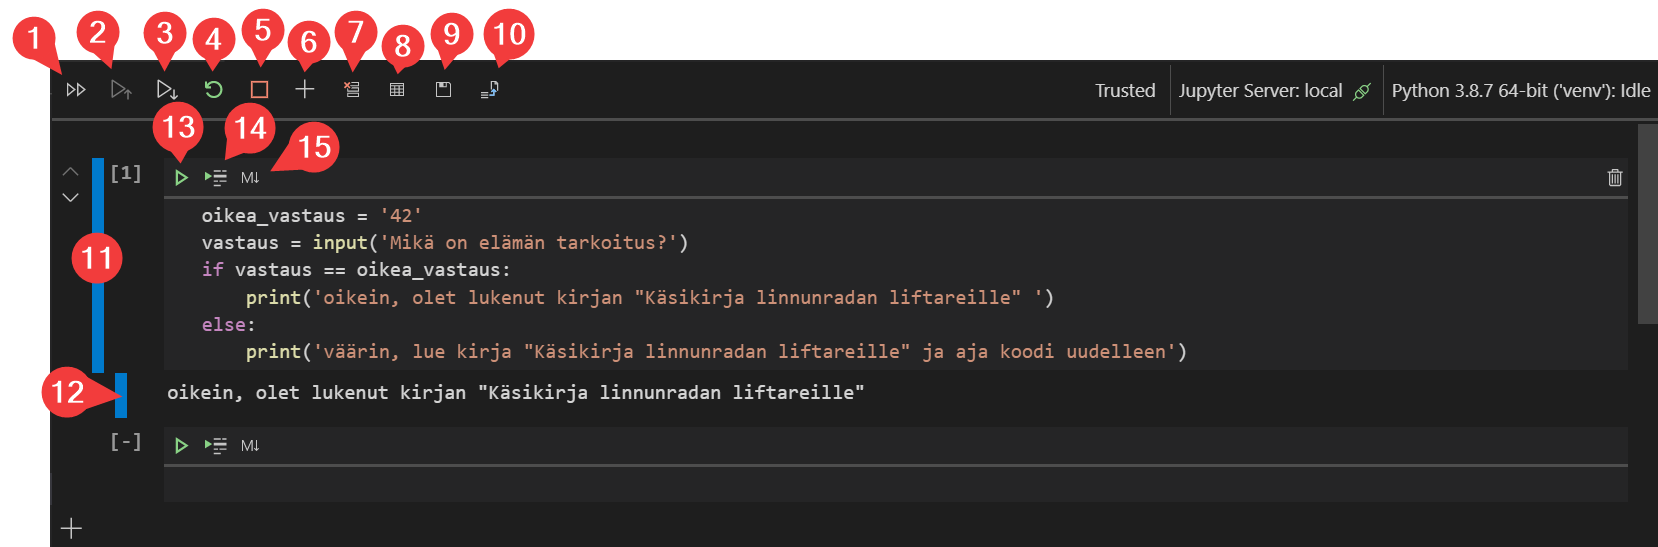 1 2 3 4 5 6 7 8 9 10
Trusted Jupyter Server: local Python 3.8.7 64-bit ('venv'): Idle
13 14 15
[1] M↓
oikea_vastaus = '42'
vastaus = input('Mikä on elämän tarkoitus?')
11
if vastaus == oikea_vastaus:
print('oikein, olet lukenut kirjan "Käsikirja linnunradan liftareille" ')
else:
print('väärin, lue kirja "Käsikirja linnunradan liftareille" ja aja koodi uudelleen')
12 oikein, olet lukenut kirjan "Käsikirja linnunradan liftareille"
[-] M↓